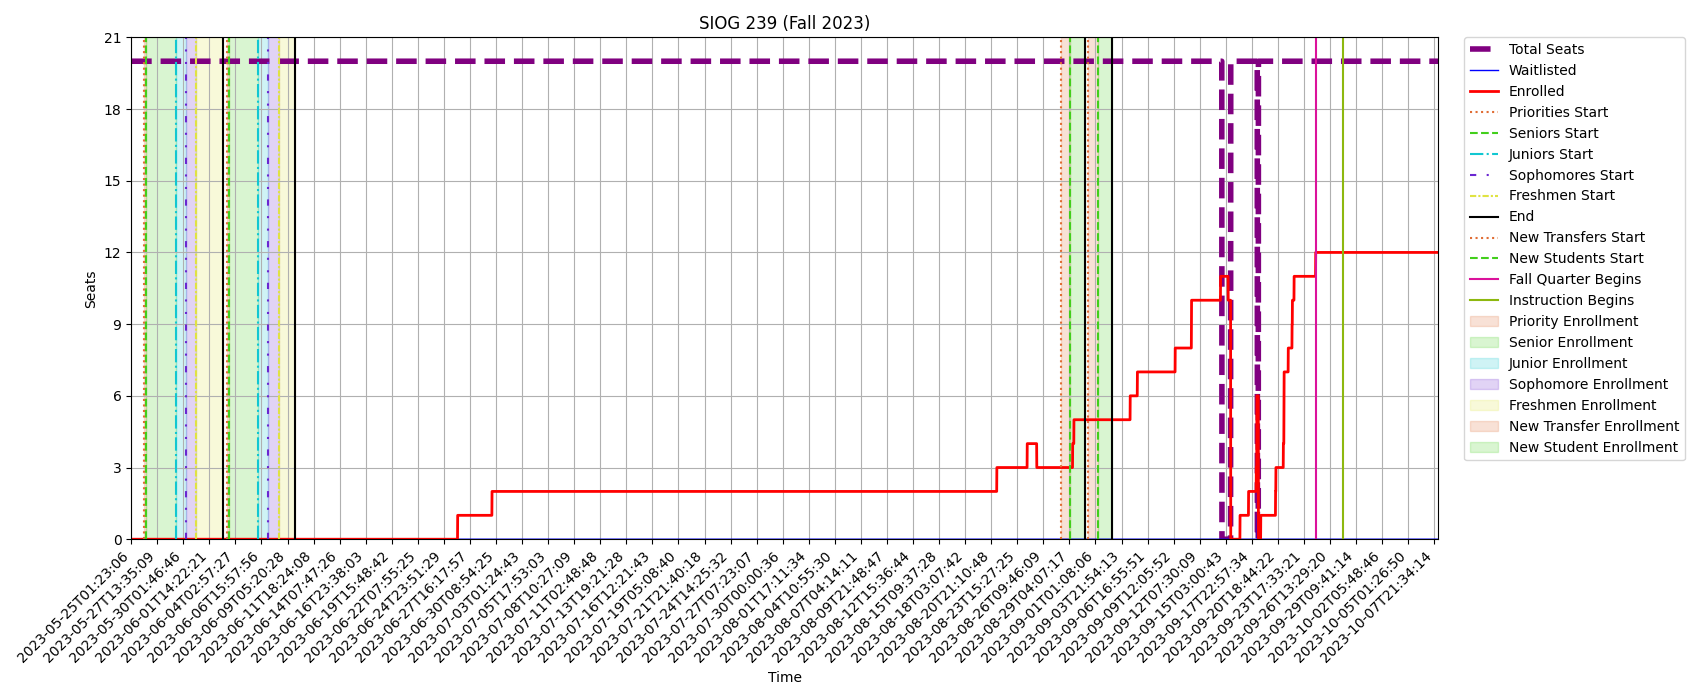 SIOG 239 (Fall 2023)
21
18
15
12
9
6
3
0
Seats
2023-05-25T01:23:06
2023-05-27T13:35:09
2023-05-30T01:46:46
2023-06-01T14:22:21
2023-06-04T02:57:27
2023-06-06T15:57:56
2023-06-09T05:20:28
2023-06-11T18:24:08
2023-06-14T07:47:26
2023-06-16T23:38:03
2023-06-19T15:48:42
2023-06-22T07:55:25
2023-06-24T23:51:29
2023-06-27T16:17:57
2023-06-30T08:54:25
2023-07-03T01:24:43
2023-07-05T17:53:03
2023-07-08T10:27:09
2023-07-11T02:48:48
2023-07-13T19:21:28
2023-07-16T12:21:43
2023-07-19T05:08:40
2023-07-21T21:40:18
2023-07-24T14:25:32
2023-07-27T07:23:07
2023-07-30T00:00:36
2023-08-01T17:11:34
2023-08-04T10:55:30
2023-08-07T04:14:11
2023-08-09T21:48:47
2023-08-12T15:36:44
2023-08-15T09:37:28
2023-08-18T03:07:42
2023-08-20T21:10:48
2023-08-23T15:27:25
2023-08-26T09:46:09
2023-08-29T04:07:17
2023-09-01T01:08:06
2023-09-03T21:54:13
2023-09-06T16:55:51
2023-09-09T12:05:52
2023-09-12T07:30:09
2023-09-15T03:00:43
2023-09-17T22:57:34
2023-09-20T18:44:22
2023-09-23T17:33:21
2023-09-26T13:29:20
2023-09-29T09:41:14
2023-10-02T05:48:46
2023-10-05T01:26:50
2023-10-07T21:34:14
Time
Total Seats
Waitlisted
Enrolled
Priorities Start
Seniors Start
Juniors Start
Sophomores Start
Freshmen Start
End
New Transfers Start
New Students Start
Fall Quarter Begins
Instruction Begins
Priority Enrollment
Senior Enrollment
Junior Enrollment
Sophomore Enrollment
Freshmen Enrollment
New Transfer Enrollment
New Student Enrollment